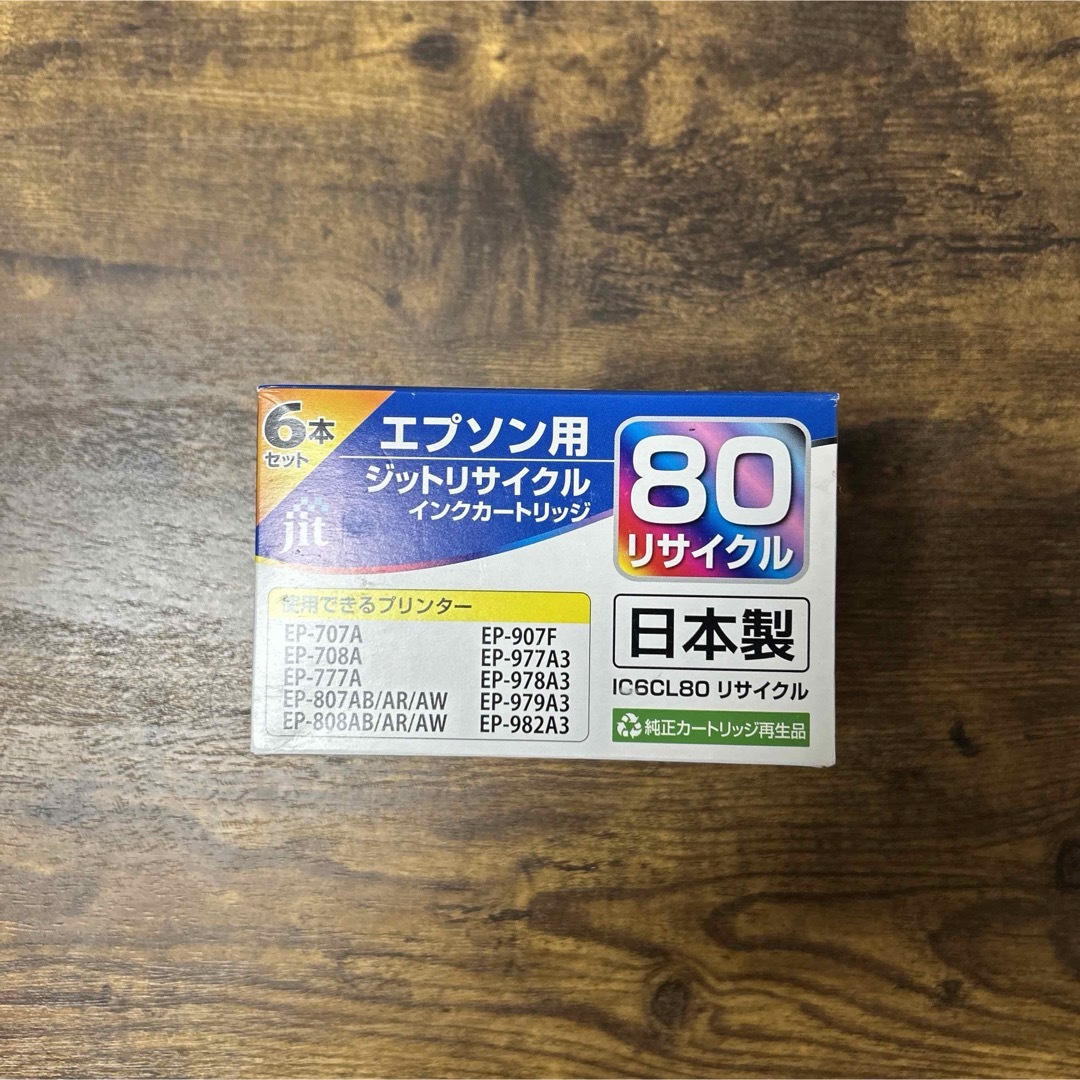 6本
セット
エプソン用
ジットリサイクル
インクカートリッジ
jit
80
リサイクル
使用できるプリンター
EP-707A
EP-708A
EP-777A
EP-807AB/AR/AW
EP-808AB/AR/AW
EP-907F
EP-977A3
EP-978A3
EP-979A3
EP-982A3
日本製
IC6CL80 リサイクル
純正カートリッジ再生品